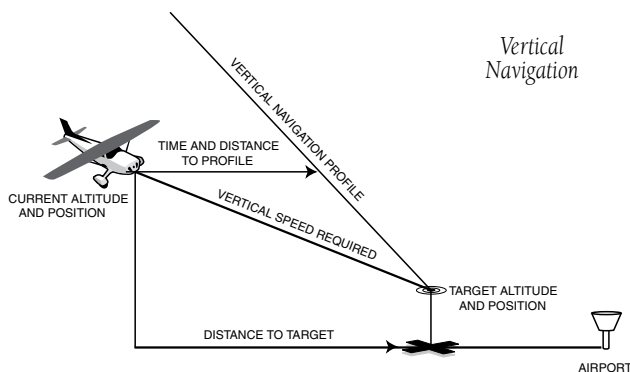 Vertical
Navigation
VERTICAL NAVIGATION PROFILE
TIME AND DISTANCE
TO PROFILE
CURRENT ALTITUDE
AND POSITION
VERTICAL SPEED REQUIRED
TARGET ALTITUDE
AND POSITION
DISTANCE TO TARGET
AIRPORT